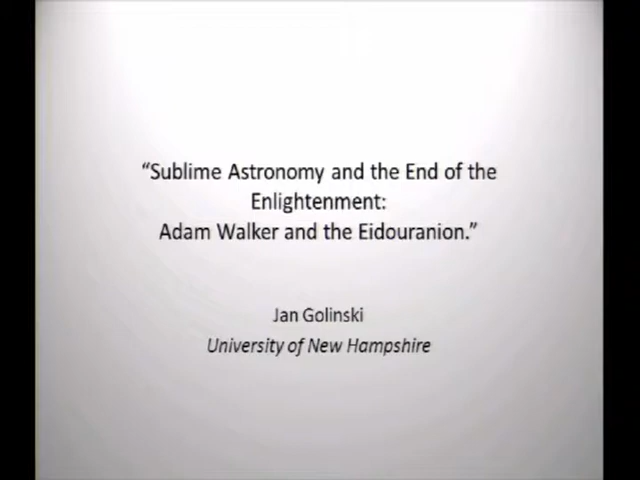 “Sublime Astronomy and the End of the
Enlightenment:
Adam Walker and the Eidouranion.”
Jan Golinski
University of New Hampshire